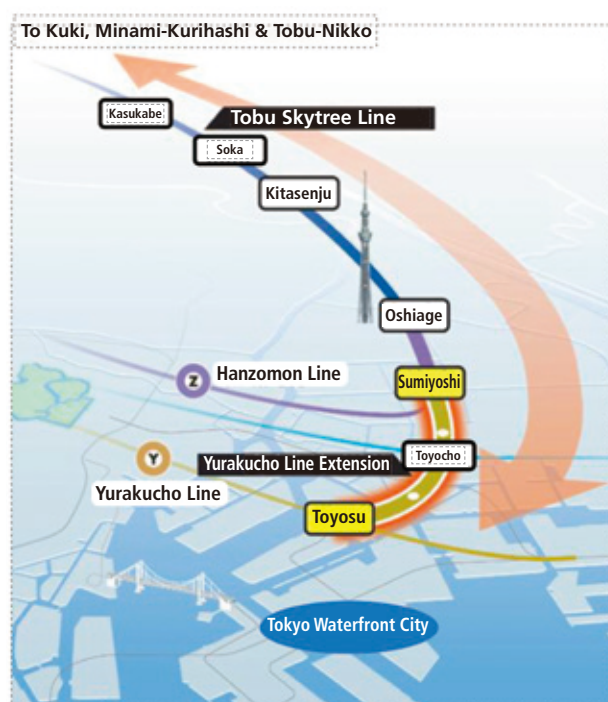 To Kuki, Minami-Kurihashi & Tobu-Nikko
Kasukabe
Tobu Skytree Line
Soka
Kitasenju
Oshiage
Z
Hanzomon Line
Sumiyoshi
Toyocho
Y
Yurakucho Line Extension
Yurakucho Line
Toyosu
Tokyo Waterfront City